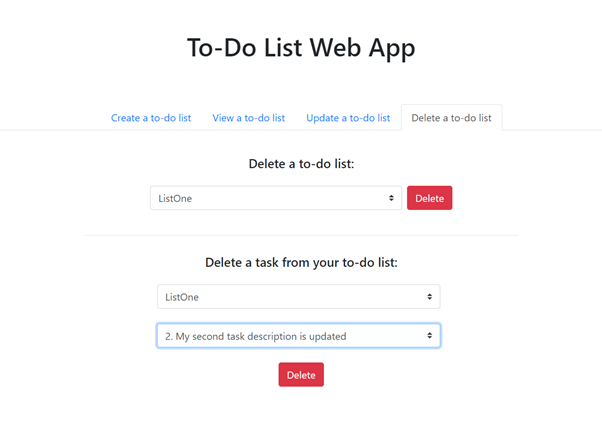 To-Do List Web App
Create a to-do list View a to-do list Update a to-do list Delete a to-do list
Delete a to-do list:
ListOne Delete
Delete a task from your to-do list:
ListOne
2. My second task description is updated
Delete